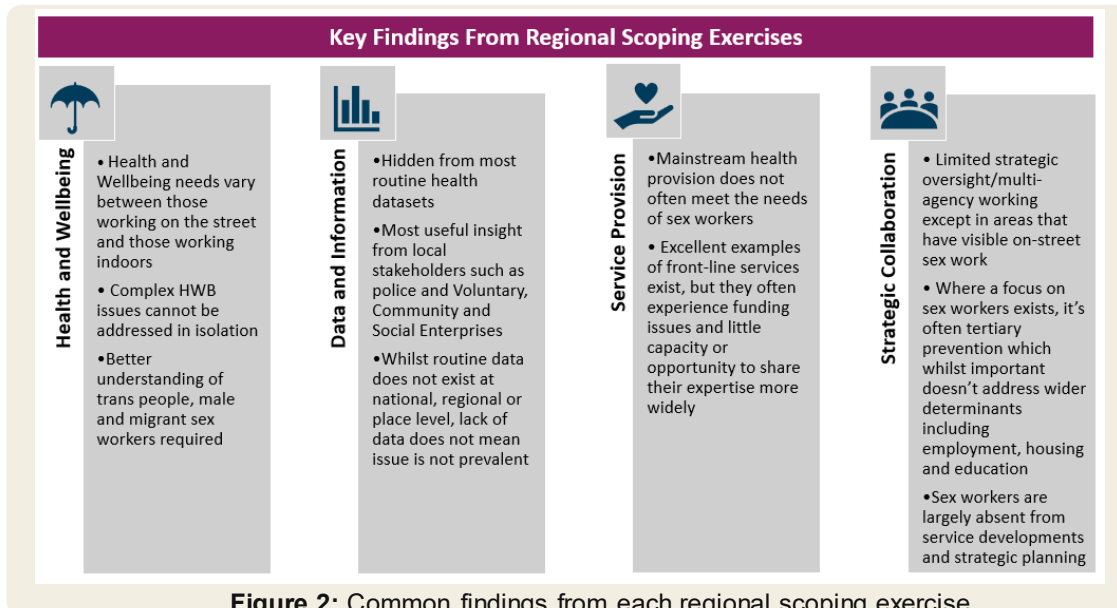 Key Findings From Regional Scoping Exercises
Health and Wellbeing
• Health and
Wellbeing needs vary
between those
working on the street
and those working
indoors
• Complex HWB
issues cannot be
addressed in isolation
•Better
understanding of
trans people, male
and migrant sex
workers required
Data and Information
•Hidden from most
routine health
datasets
•Most useful insight
from local
stakeholders such as
police and Voluntary,
Community and
Social Enterprises
•Whilst routine data
does not exist at
national, regional or
place level, lack of
data does not mean
issue is not prevalent
Service Provision
•Mainstream health
provision does not
often meet the needs
of sex workers
• Excellent examples
of front-line services
exist, but they often
experience funding
issues and little
capacity or
opportunity to share
their expertise more
widely
Strategic Collaboration
• Limited strategic
oversight/multi-
agency working
except in areas that
have visible on-street
sex work
• Where a focus on
sex workers exists, it’s
often tertiary
prevention which
whilst important
doesn’t address wider
determinants
including
employment, housing
and education
•Sex workers are
largely absent from
service developments
and strategic planning
Figure 2: Common findings from each regional scoping exercise